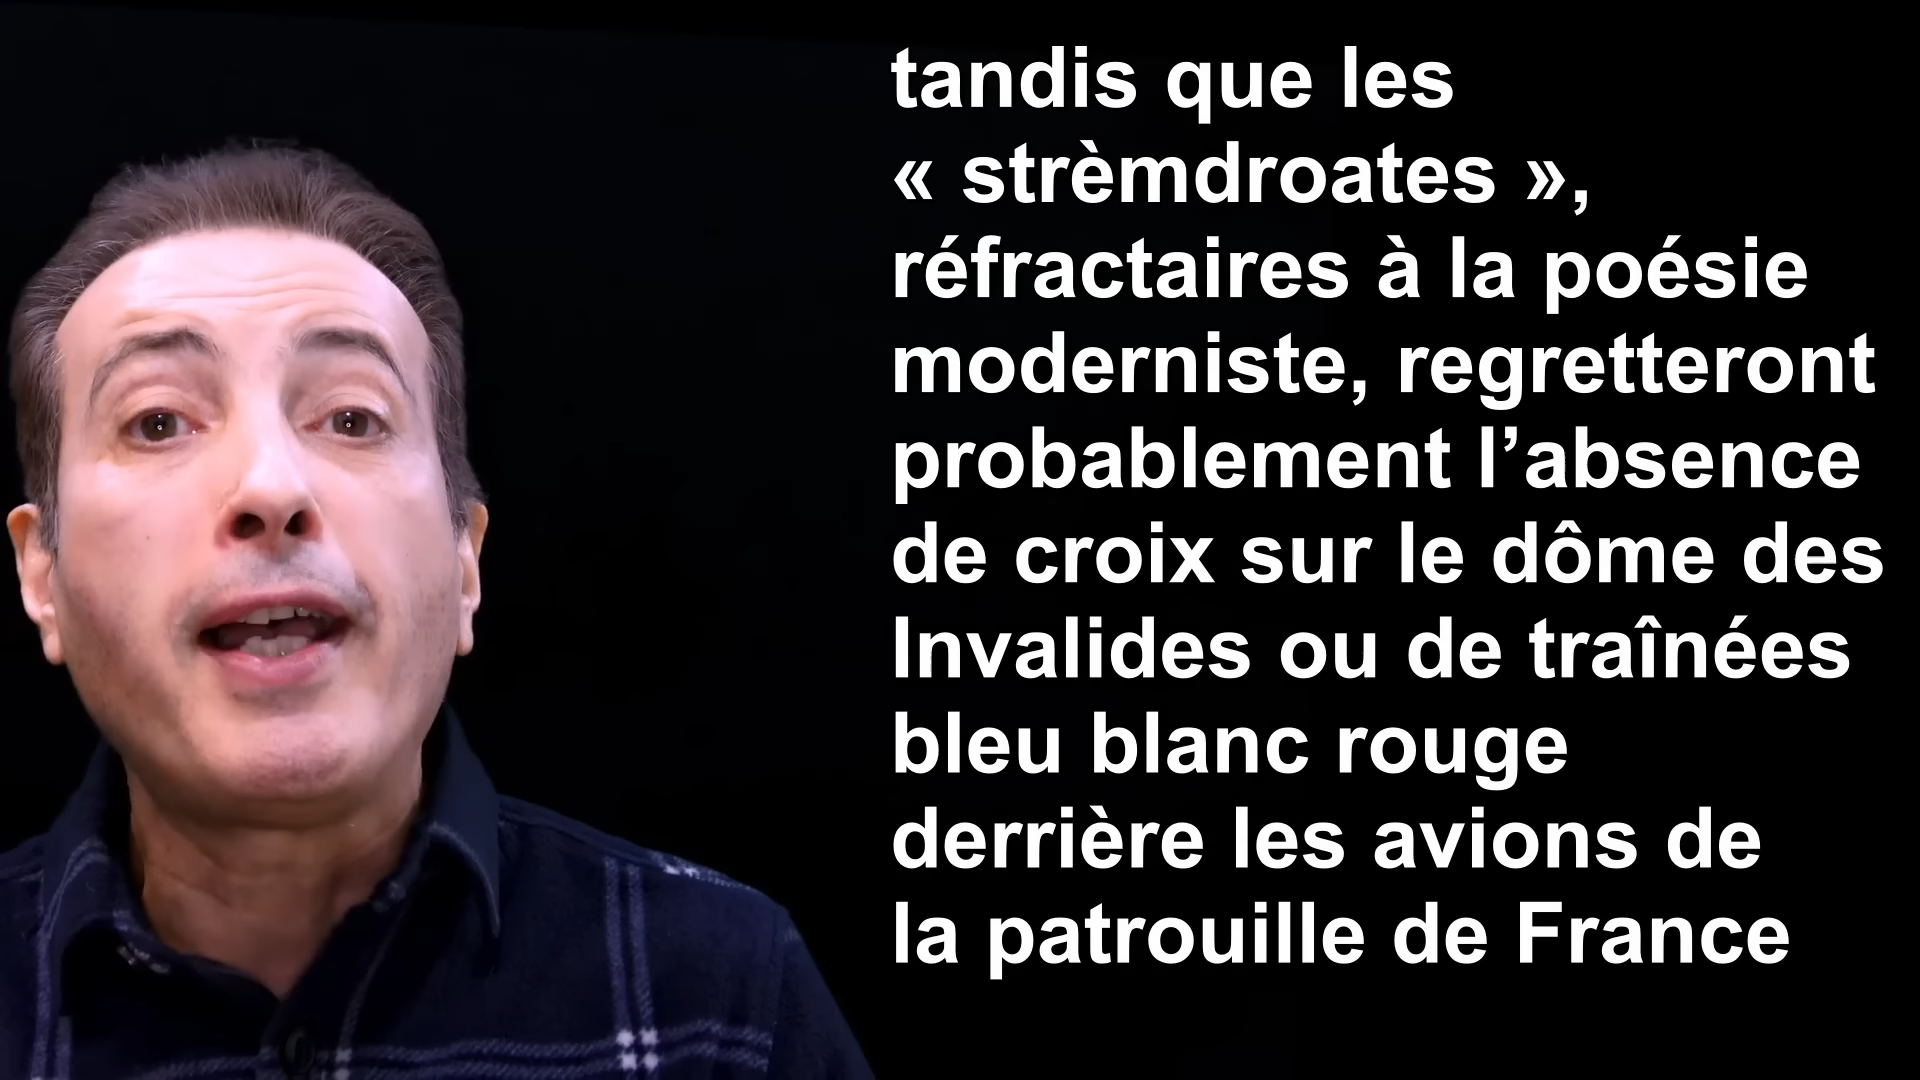 tandis que les
« strèmdroates »,
réfractaires à la poésie
moderniste, regretteront
probablement l’absence
de croix sur le dôme des
Invalides ou de traînées
bleu blanc rouge
derrière les avions de
la patrouille de France